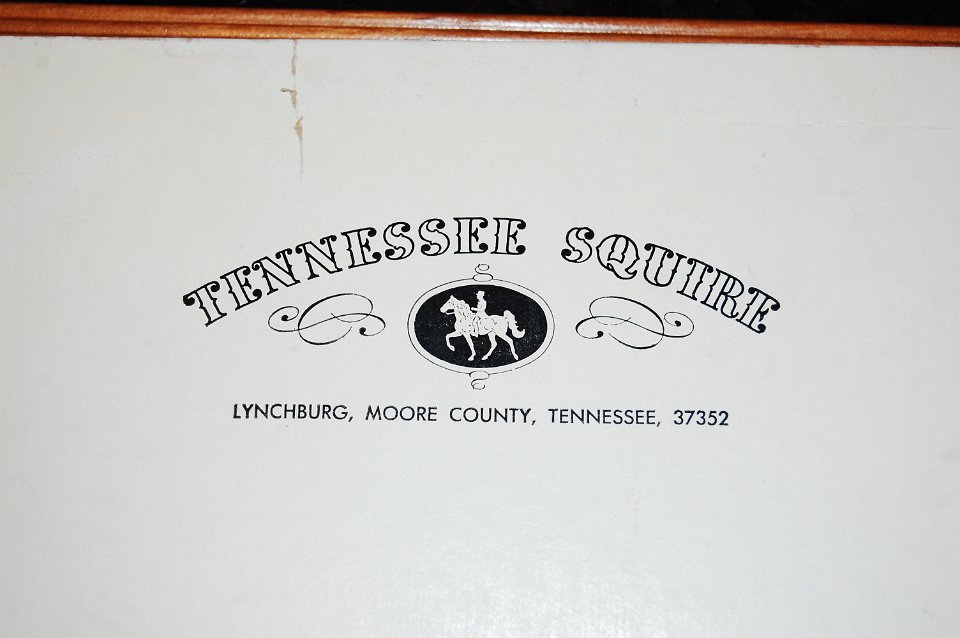 TENNESSEE SQUIRE
LYNCHBURG, MOORE COUNTY, TENNESSEE, 37352